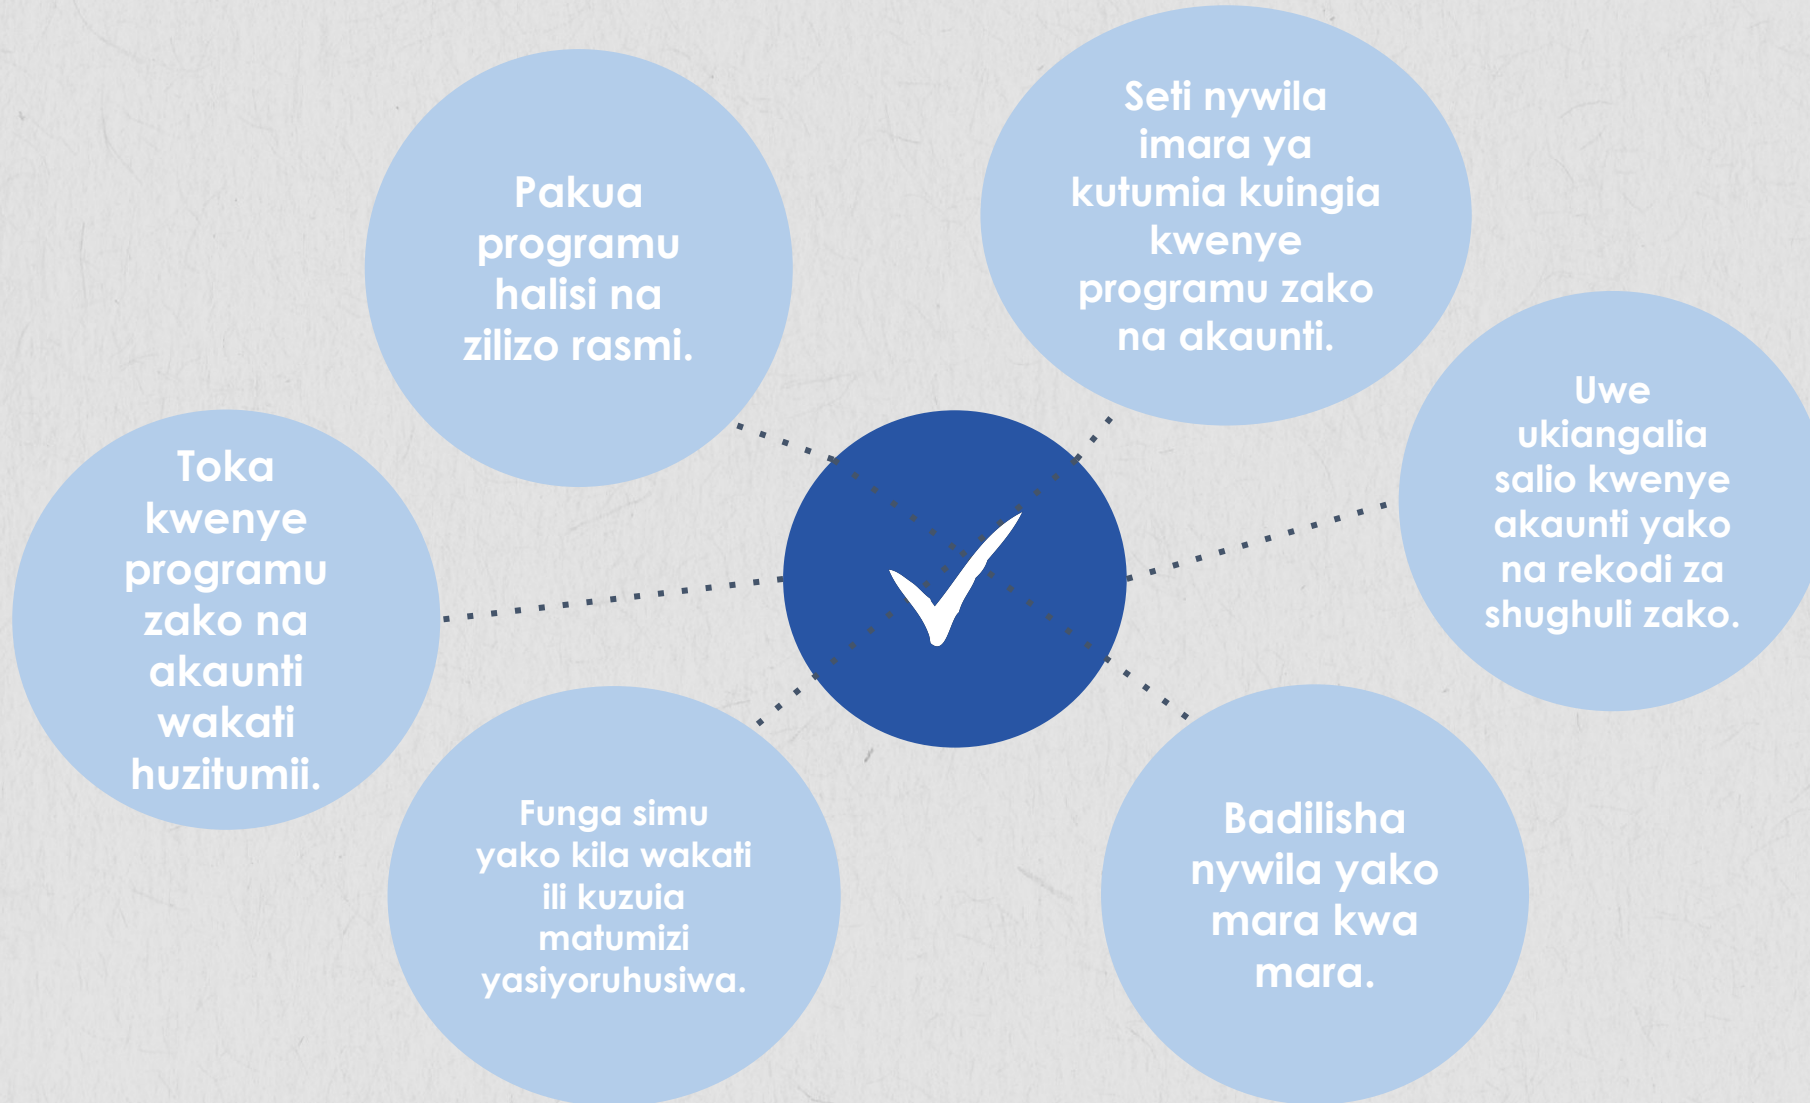 Pakua
programu
halisi na
zilizo rasmi.
Seti nywila
imara ya
kutumia kuingia
kwenye
programu zako
na akaunti.
Uwe
ukiangalia
salio kwenye
akaunti yako
na rekodi za
shughuli zako.
Toka
kwenye
programu
zako na
akaunti
wakati
huzitumii.
Funga simu
yako kila wakati
ili kuzuia
matumizi
yasiyoruhusiwa.
Badilisha
nywila yako
mara kwa
mara.